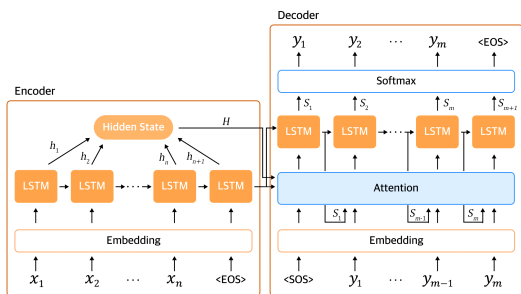 Decoder
y1 y2 ... ym <EOS>
Softmax
Encoder
S1 S2 Sm Sm+1
Hidden State
H
LSTM LSTM ... LSTM LSTM
h1 h2 hn hn+1
LSTM LSTM ... LSTM LSTM
Attention
S1 Sm-1 Sm
Embedding
Embedding
x1 x2 ... xn <EOS>
<SOS> y1 ... ym-1 ym